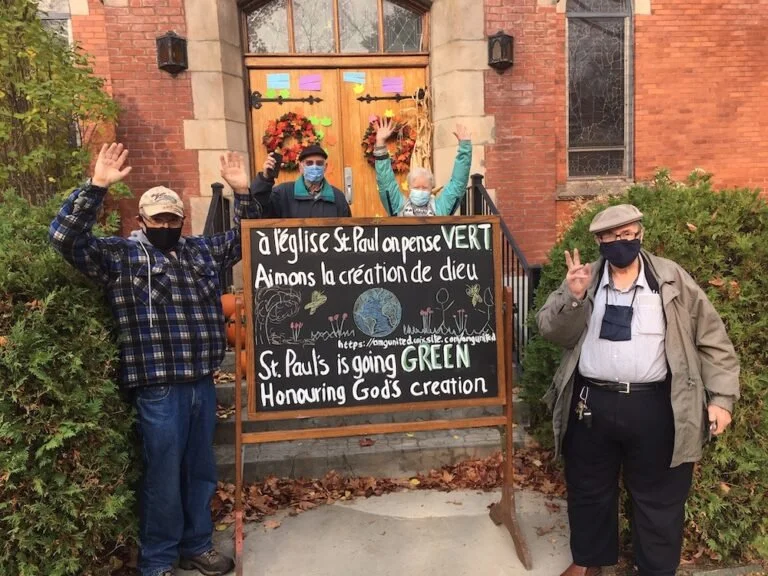 à l'église St. Paul on pense VERT
Aimons la création de dieu
St. Paul's is going GREEN
Honouring God's creation